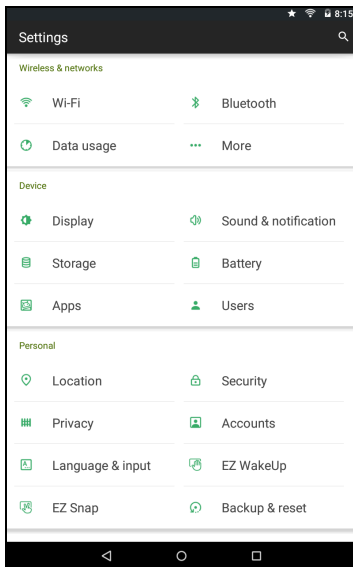 8:15
Settings
Wireless & networks
Wi-Fi
Bluetooth
Data usage
More
Device
Display
Sound & notification
Storage
Battery
Apps
Users
Personal
Location
Security
Privacy
Accounts
Language & input
EZ WakeUp
EZ Snap
Backup & reset